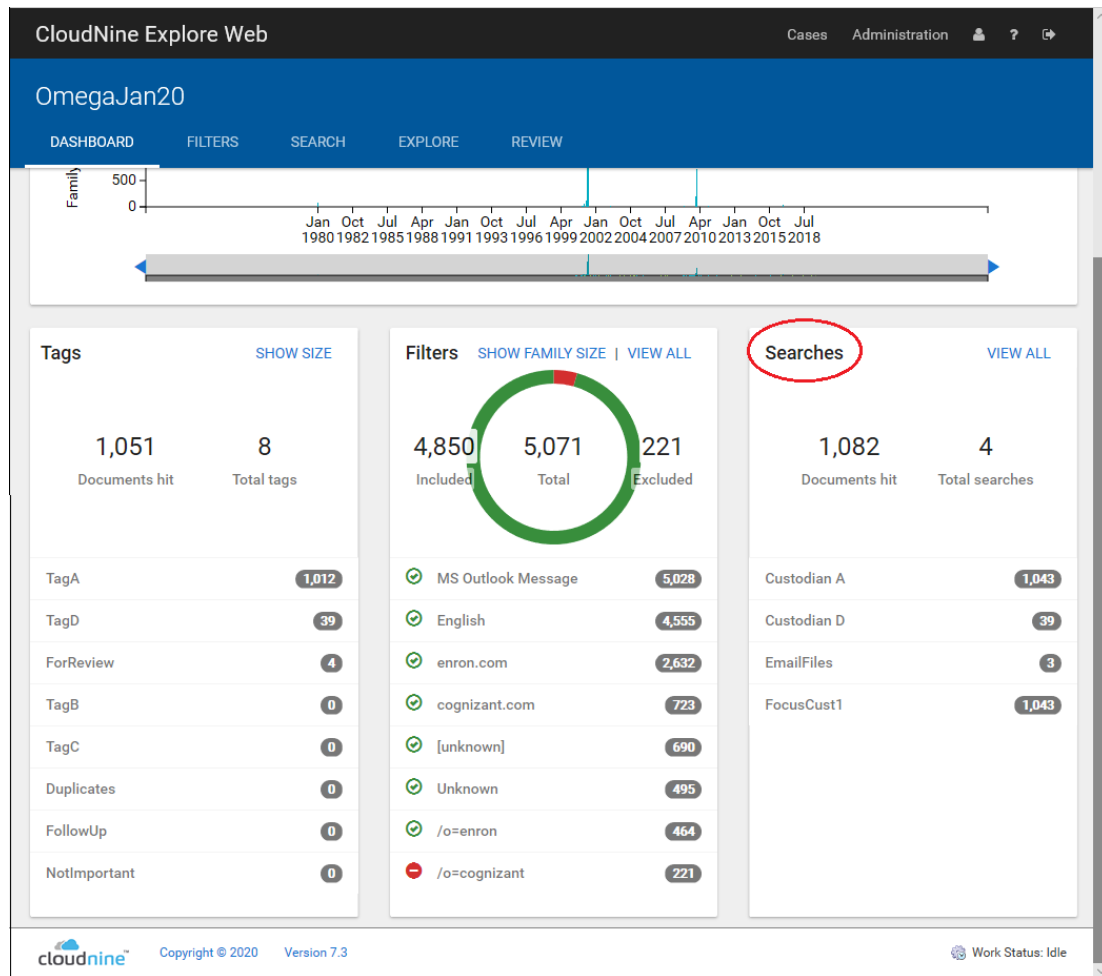 CloudNine Explore Web Cases Administration ?
OmegaJan20
DASHBOARD FILTERS SEARCH EXPLORE REVIEW
Family
500
0
Jan Oct Jul Apr Jan Oct Jul Apr Jan Oct Jul Apr Jan Oct Jul
1980 1982 1985 1988 1991 1993 1996 1999 2002 2004 2007 2010 2013 2015 2018
Tags SHOW SIZE
1,051 8
Documents hit Total tags
TagA 1,012
TagD 39
ForReview 4
TagB 0
TagC 0
Duplicates 0
FollowUp 0
NotImportant 0
Filters SHOW FAMILY SIZE | VIEW ALL
4,850 5,071 221
Included Total Excluded
MS Outlook Message 5,028
English 4,555
enron.com 2,632
cognizant.com 723
[unknown] 690
Unknown 495
/o=enron 464
/o=cognizant 221
Searches VIEW ALL
1,082 4
Documents hit Total searches
Custodian A 1,043
Custodian D 39
EmailFiles 3
FocusCust1 1,043
cloudnine™ Copyright © 2020 Version 7.3 Work Status: Idle